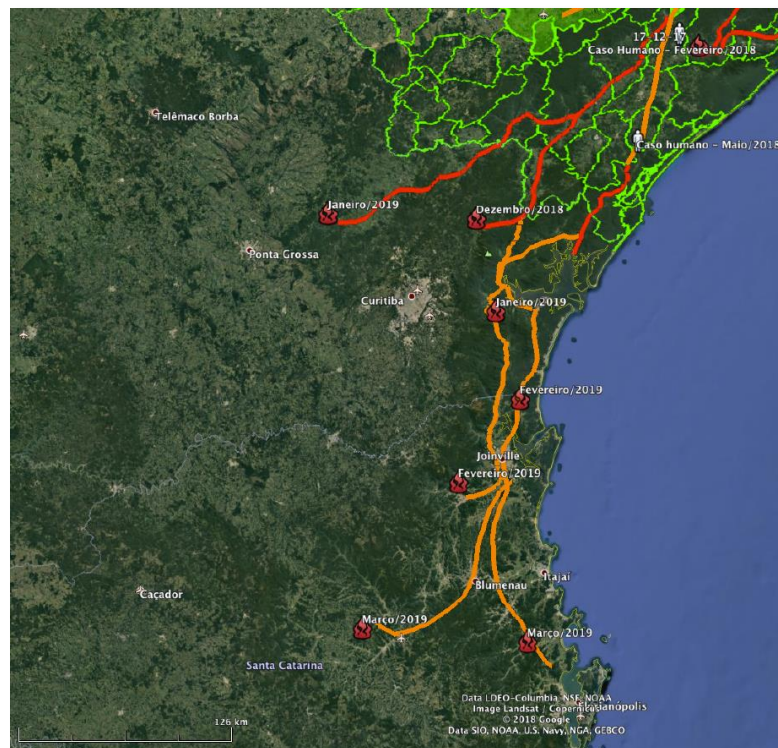 17-12-17
Caso Humano - Fevereiro/2018
Telêmaco Borba
Caso humano - Maio/2018
Janeiro/2019
Dezembro/2018
Ponta Grossa
Curitiba
Janeiro/2019
Fevereiro/2019
Joinville
Fevereiro/2019
Blumenau
Itajaí
Caçador
Março/2019
Março/2019
Santa Catarina
Data LDEO-Columbia, NSF, NOAA
Image Landsat / Copernicus
Florianópolis
© 2018 Google
Data SIO, NOAA, U.S. Navy, NGA, GEBCO
126 km